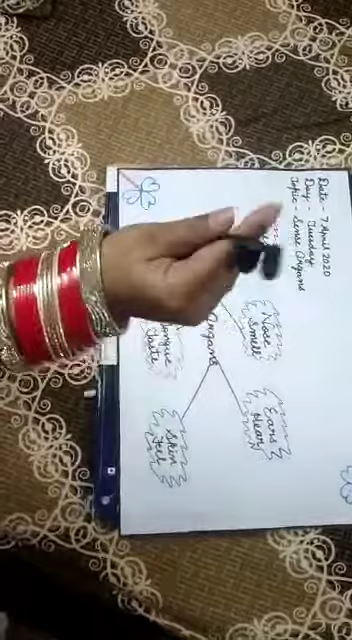 Date - 7 April 2020
Day - Tuesday
Topic - Sense Organs
Nose
Smell
Ears
Hear
Organs
Tongue
Taste
Skin
Feel